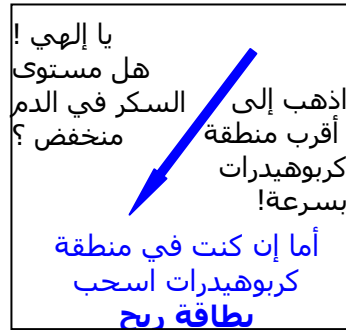 يا إلهي !
هل مستوى
السكر في الدم
منخفض ؟
اذهب إلى
أقرب منطقة
كربوهيدرات
بسرعة!
أما إن كنت في منطقة
كربوهيدرات اسحب
بطاقة ربح